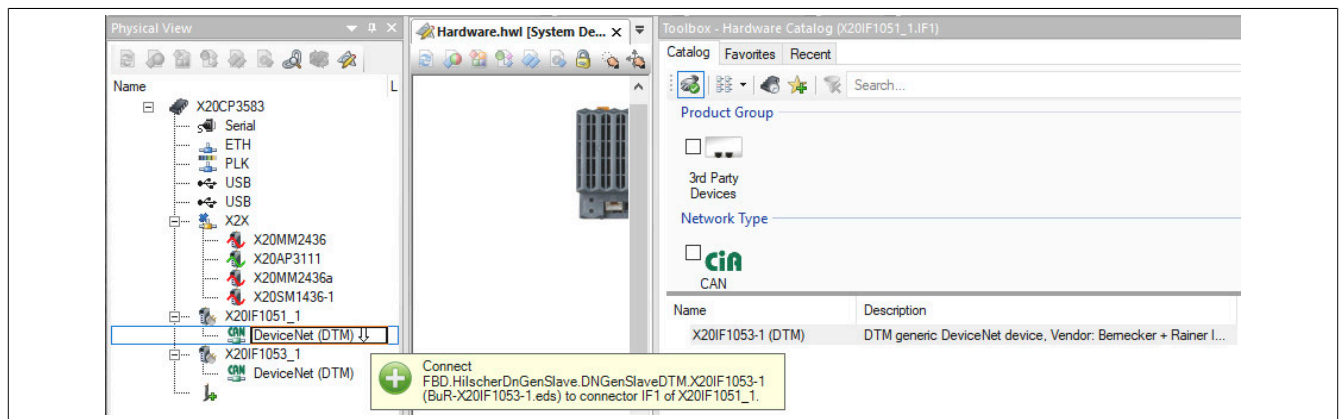 Physical View
Name
L
X20CP3583
Serial
ETH
PLK
USB
USB
X2X
X20MM2436
X20AP3111
X20MM2436a
X20SM1436-1
X20IF1051_1
DeviceNet (DTM)
X20IF1053_1
DeviceNet (DTM)
Hardware.hwl [System De...
Toolbox - Hardware Catalog (X20IF1051_1.IF1)
Catalog Favorites Recent
Search...
Product Group
3rd Party
Devices
Network Type
CiA
CAN
Name Description
X20IF1053-1 (DTM) DTM generic DeviceNet device, Vendor: Bernecker + Rainer I...
Connect
FBD.HilscherDnGenSlave.DNGenSlaveDTM.X20IF1053-1
(BuR-X20IF1053-1.eds) to connector IF1 of X20IF1051_1.